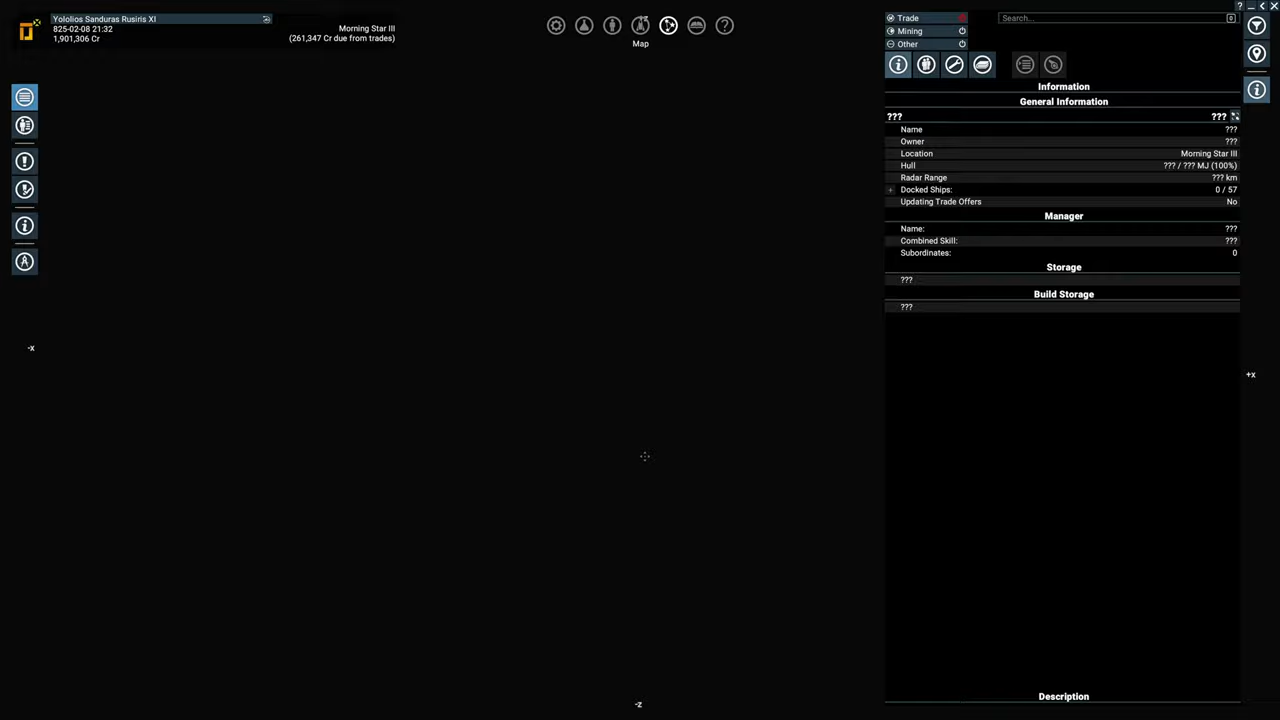 Yololios Sanduras Rusiris XI
825-02-08 21:32
1,901,306 Cr
Morning Star III
(261,347 Cr due from trades)
Map
Trade
Mining
Other
Search...
Information
General Information
??? ???
Name ???
Owner ???
Location Morning Star III
Hull ??? / ??? MJ (100%)
Radar Range ??? km
+ Docked Ships: 0 / 57
Updating Trade Offers No
Manager
Name: ???
Combined Skill: ???
Subordinates: 0
Storage
???
Build Storage
???
-x
+x
-z
Description